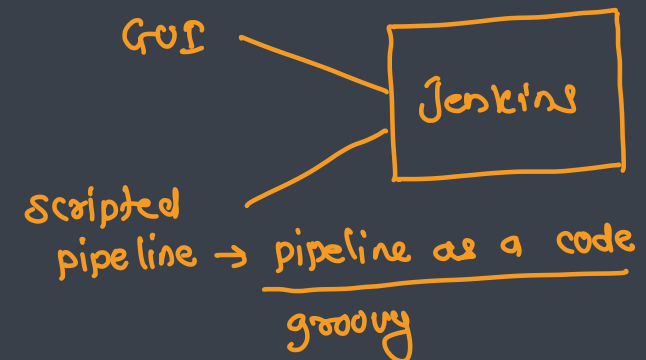 GUI
Jenkins
scripted
pipeline → pipeline as a code
groovy